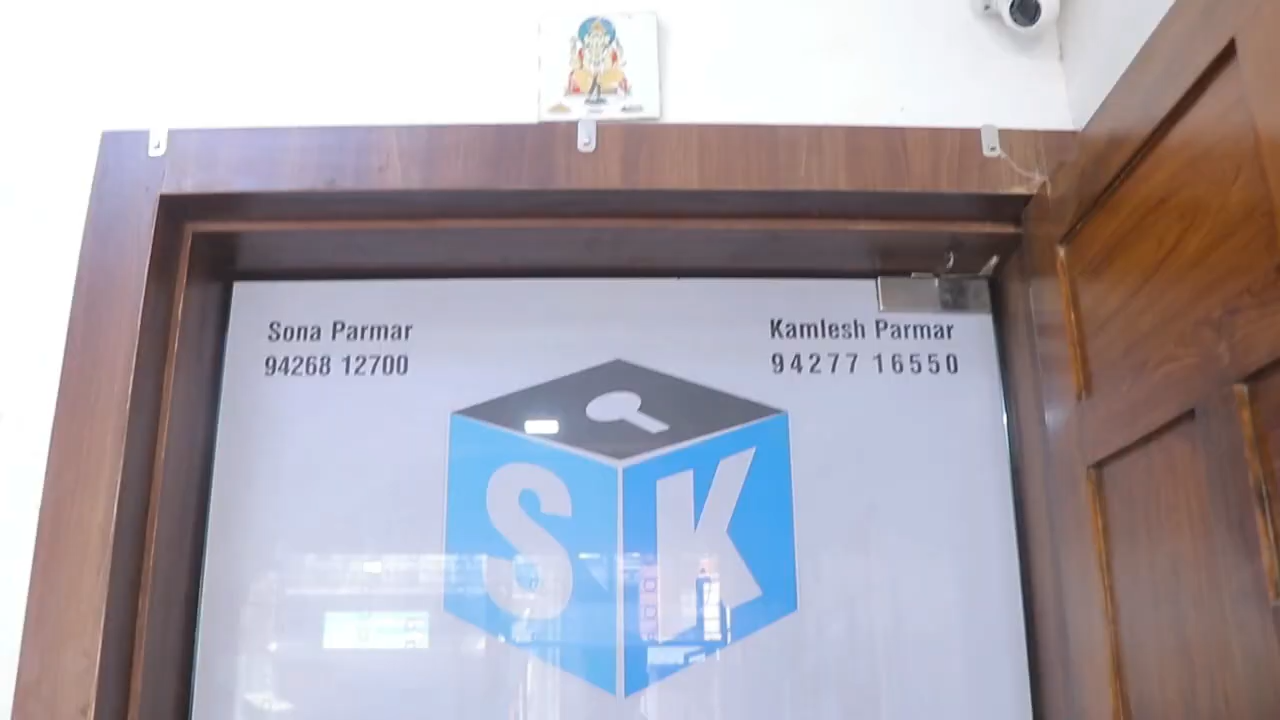 Sona Parmar
94268 12700
Kamlesh Parmar
94277 16550
SK